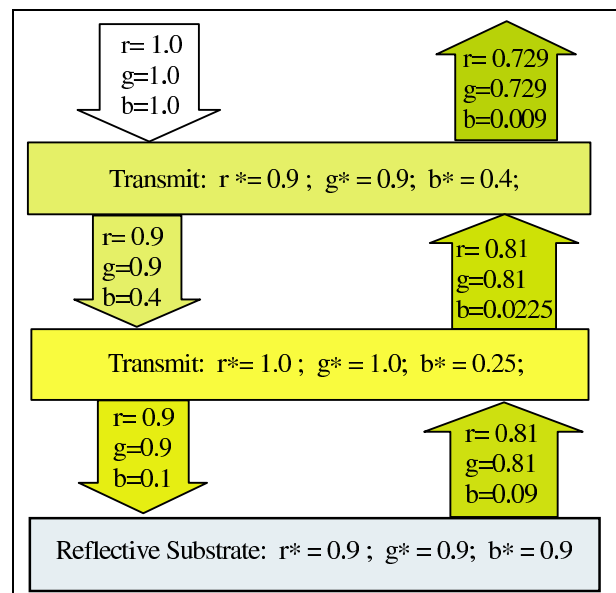 r= 1.0
g=1.0
b=1.0
r= 0.729
g=0.729
b=0.009
Transmit: r *= 0.9 ; g* = 0.9; b* = 0.4;
r= 0.9
g=0.9
b=0.4
r= 0.81
g=0.81
b=0.0225
Transmit: r*= 1.0 ; g* = 1.0; b* = 0.25;
r= 0.9
g=0.9
b=0.1
r= 0.81
g=0.81
b=0.09
Reflective Substrate: r* = 0.9 ; g* = 0.9; b* = 0.9